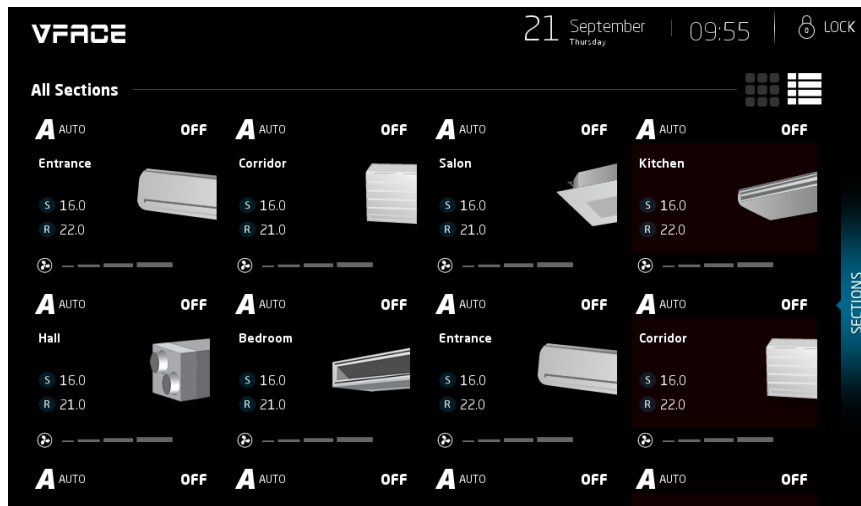 VFACE
21 September
Thursday
09:55
LOCK
All Sections
A AUTO OFF A AUTO OFF A AUTO OFF A AUTO OFF
Entrance Corridor Salon Kitchen
S 16.0 S 16.0 S 16.0 S 16.0
R 22.0 R 21.0 R 21.0 R 22.0
A AUTO OFF A AUTO OFF A AUTO OFF A AUTO OFF
Hall Bedroom Entrance Corridor
S 16.0 S 16.0 S 16.0 S 16.0
R 21.0 R 21.0 R 22.0 R 22.0
A AUTO OFF A AUTO OFF A AUTO OFF A AUTO OFF
SECTIONS